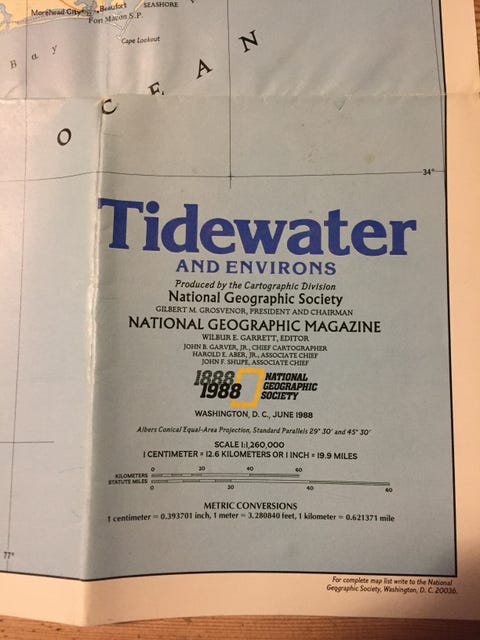 Morehead City
Beaufort
SEASHORE
Fort Macon S.P.
Cape Lookout
Bay
OCEAN
34°
Tidewater
AND ENVIRONS
Produced by the Cartographic Division
National Geographic Society
GILBERT M. GROSVENOR, PRESIDENT AND CHAIRMAN
NATIONAL GEOGRAPHIC MAGAZINE
WILBUR E. GARRETT, EDITOR
JOHN B. GARVER, JR., CHIEF CARTOGRAPHER
HAROLD E. ABER, JR., ASSOCIATE CHIEF
JOHN F. SHUPE, ASSOCIATE CHIEF
1888 NATIONAL
1988 GEOGRAPHIC
SOCIETY
WASHINGTON, D. C., JUNE 1988
Albers Conical Equal-Area Projection, Standard Parallels 29° 30' and 45° 30'
SCALE 1:1,260,000
1 CENTIMETER = 12.6 KILOMETERS OR 1 INCH = 19.9 MILES
0 20 40 60
KILOMETERS
STATUTE MILES
0 30 40 60
METRIC CONVERSIONS
1 centimeter = 0.393701 inch, 1 meter = 3.280840 feet, 1 kilometer = 0.621371 mile
77°
For complete map list write to the National
Geographic Society, Washington, D. C. 20036.